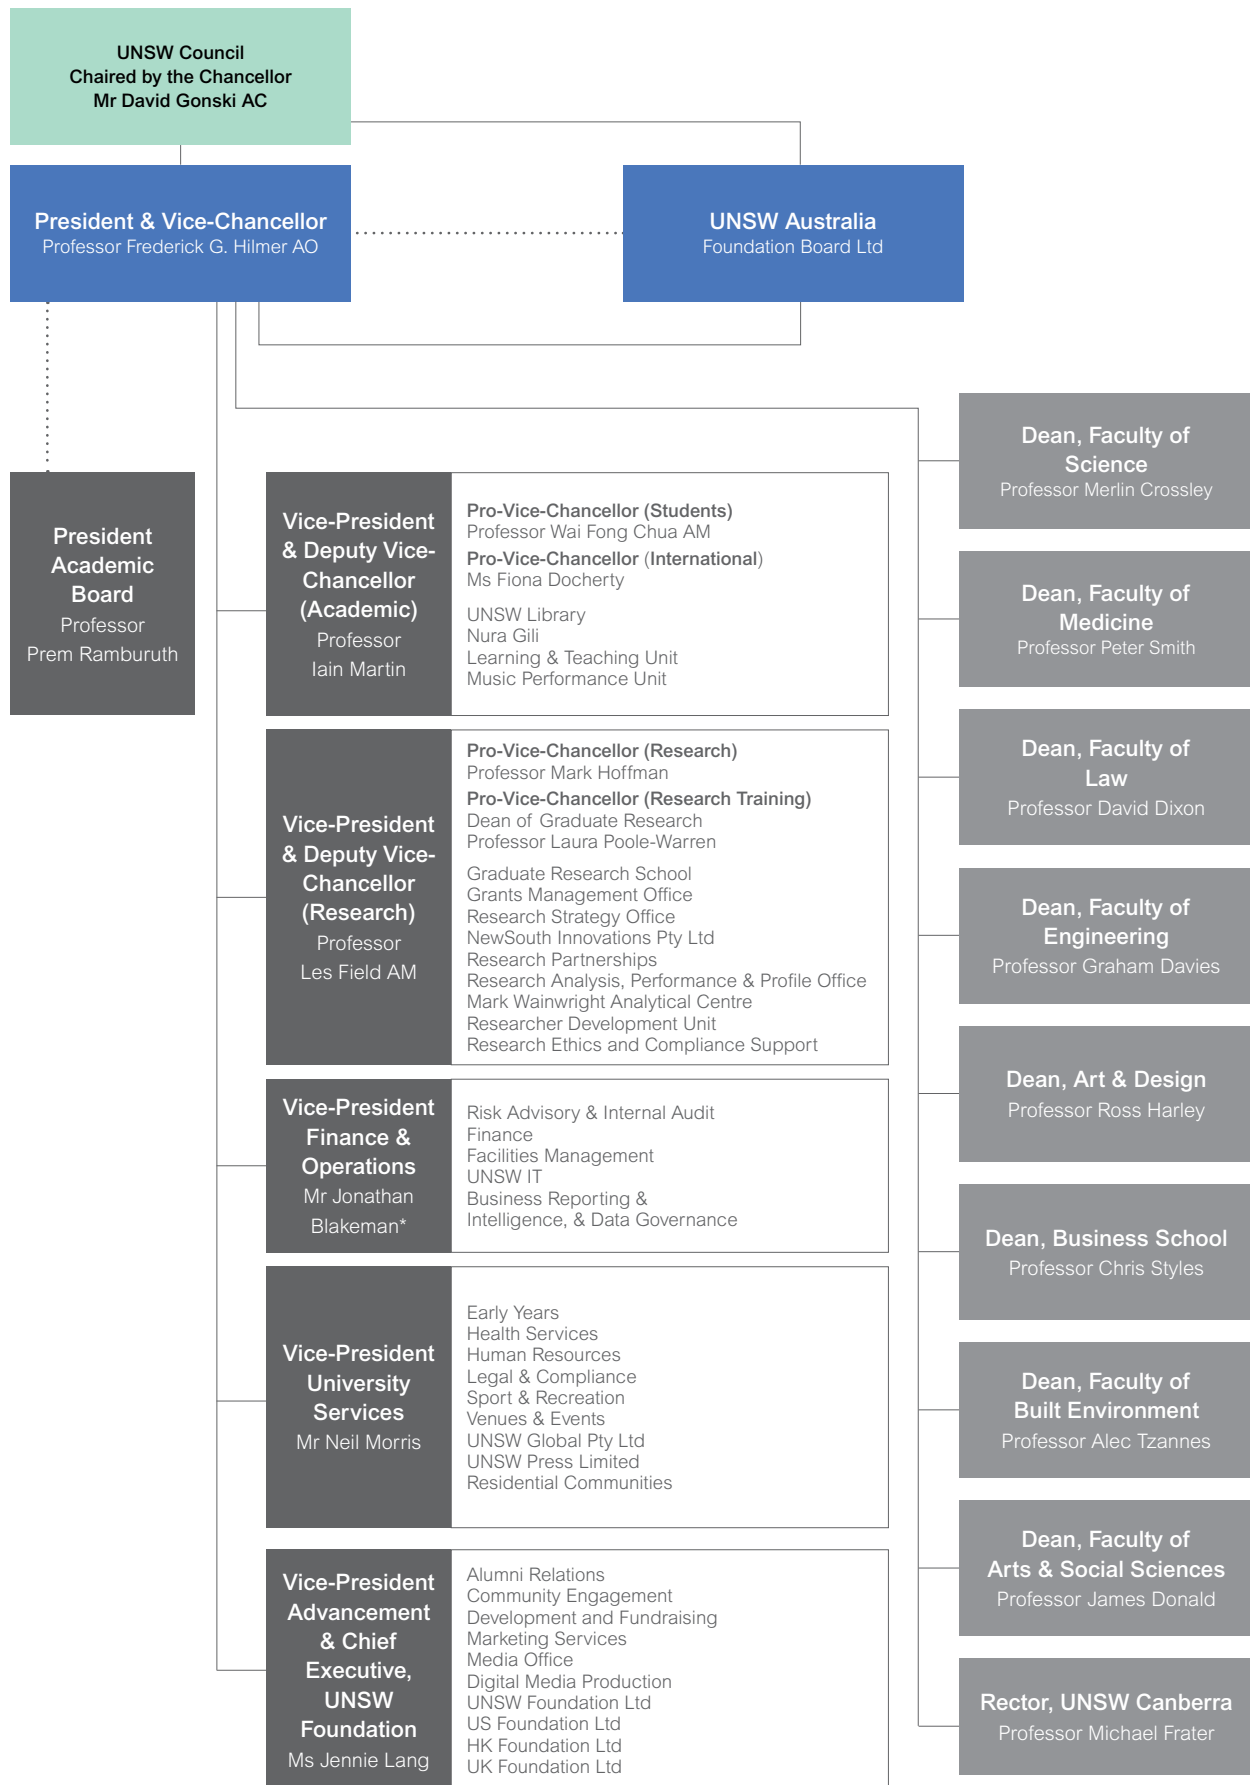 UNSW Council
Chaired by the Chancellor
Mr David Gonski AC
President & Vice-Chancellor
Professor Frederick G. Hilmer AO
UNSW Australia
Foundation Board Ltd
President
Academic
Board
Professor
Prem Ramburuth
Vice-President
& Deputy Vice-
Chancellor
(Academic)
Professor
Iain Martin
Pro-Vice-Chancellor (Students)
Professor Wai Fong Chua AM
Pro-Vice-Chancellor (International)
Ms Fiona Docherty
UNSW Library
Nura Gili
Learning & Teaching Unit
Music Performance Unit
Vice-President
& Deputy Vice-
Chancellor
(Research)
Professor
Les Field AM
Pro-Vice-Chancellor (Research)
Professor Mark Hoffman
Pro-Vice-Chancellor (Research Training)
Dean of Graduate Research
Professor Laura Poole-Warren
Graduate Research School
Grants Management Office
Research Strategy Office
NewSouth Innovations Pty Ltd
Research Partnerships
Research Analysis, Performance & Profile Office
Mark Wainwright Analytical Centre
Researcher Development Unit
Research Ethics and Compliance Support
Vice-President
Finance &
Operations
Mr Jonathan
Blakeman*
Risk Advisory & Internal Audit
Finance
Facilities Management
UNSW IT
Business Reporting &
Intelligence, & Data Governance
Vice-President
University
Services
Mr Neil Morris
Early Years
Health Services
Human Resources
Legal & Compliance
Sport & Recreation
Venues & Events
UNSW Global Pty Ltd
UNSW Press Limited
Residential Communities
Vice-President
Advancement
& Chief
Executive,
UNSW
Foundation
Ms Jennie Lang
Alumni Relations
Community Engagement
Development and Fundraising
Marketing Services
Media Office
Digital Media Production
UNSW Foundation Ltd
US Foundation Ltd
HK Foundation Ltd
UK Foundation Ltd
Dean, Faculty of
Science
Professor Merlin Crossley
Dean, Faculty of
Medicine
Professor Peter Smith
Dean, Faculty of
Law
Professor David Dixon
Dean, Faculty of
Engineering
Professor Graham Davies
Dean, Art & Design
Professor Ross Harley
Dean, Business School
Professor Chris Styles
Dean, Faculty of
Built Environment
Professor Alec Tzannes
Dean, Faculty of
Arts & Social Sciences
Professor James Donald
Rector, UNSW Canberra
Professor Michael Frater